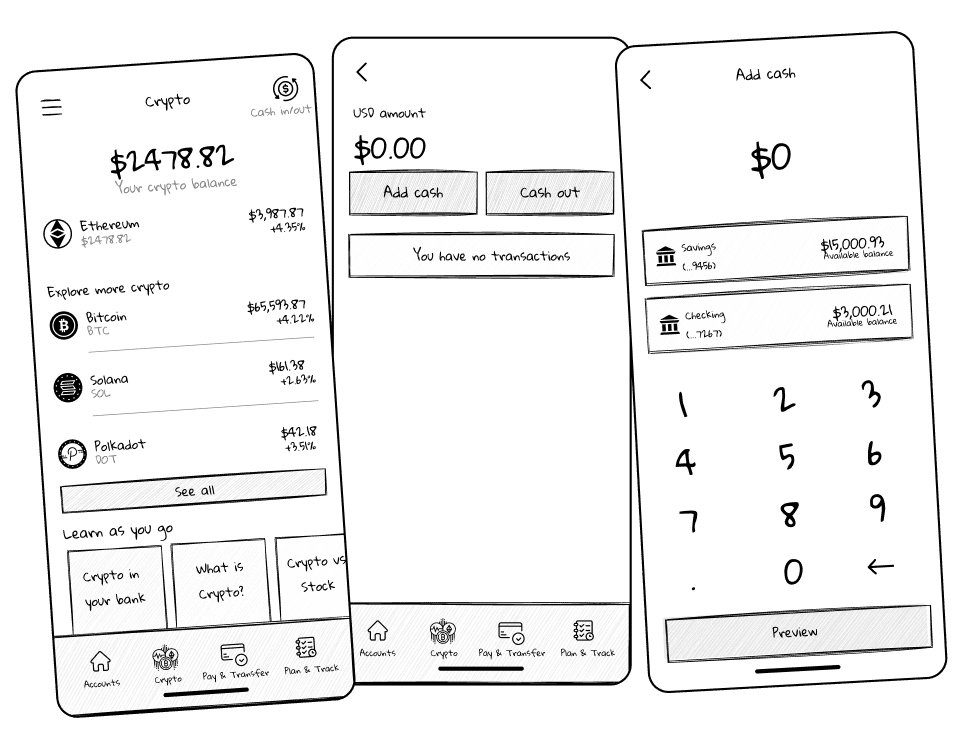 Crypto
Cash in/out
$2478.82
Your crypto balance
Ethereum
$2478.82
$3,987.87
+4.35%
Explore more crypto
Bitcoin
BTC
$65,593.87
+4.22%
Solana
SOL
$161.38
+2.63%
Polkadot
DOT
$42.18
+3.51%
See all
Learn as you go
Crypto in
your bank
What is
Crypto?
Crypto vs
Stock
Accounts
Crypto
Pay & Transfer
Plan & Track
USD amount
$0.00
Add cash
Cash out
You have no transactions
Accounts
Crypto
Pay & Transfer
Plan & Track
Add cash
$0
Savings
(...9456)
$15,000.93
Available balance
Checking
(...7267)
$3,000.21
Available balance
1 2 3
4 5 6
7 8 9
. 0 ←
Preview